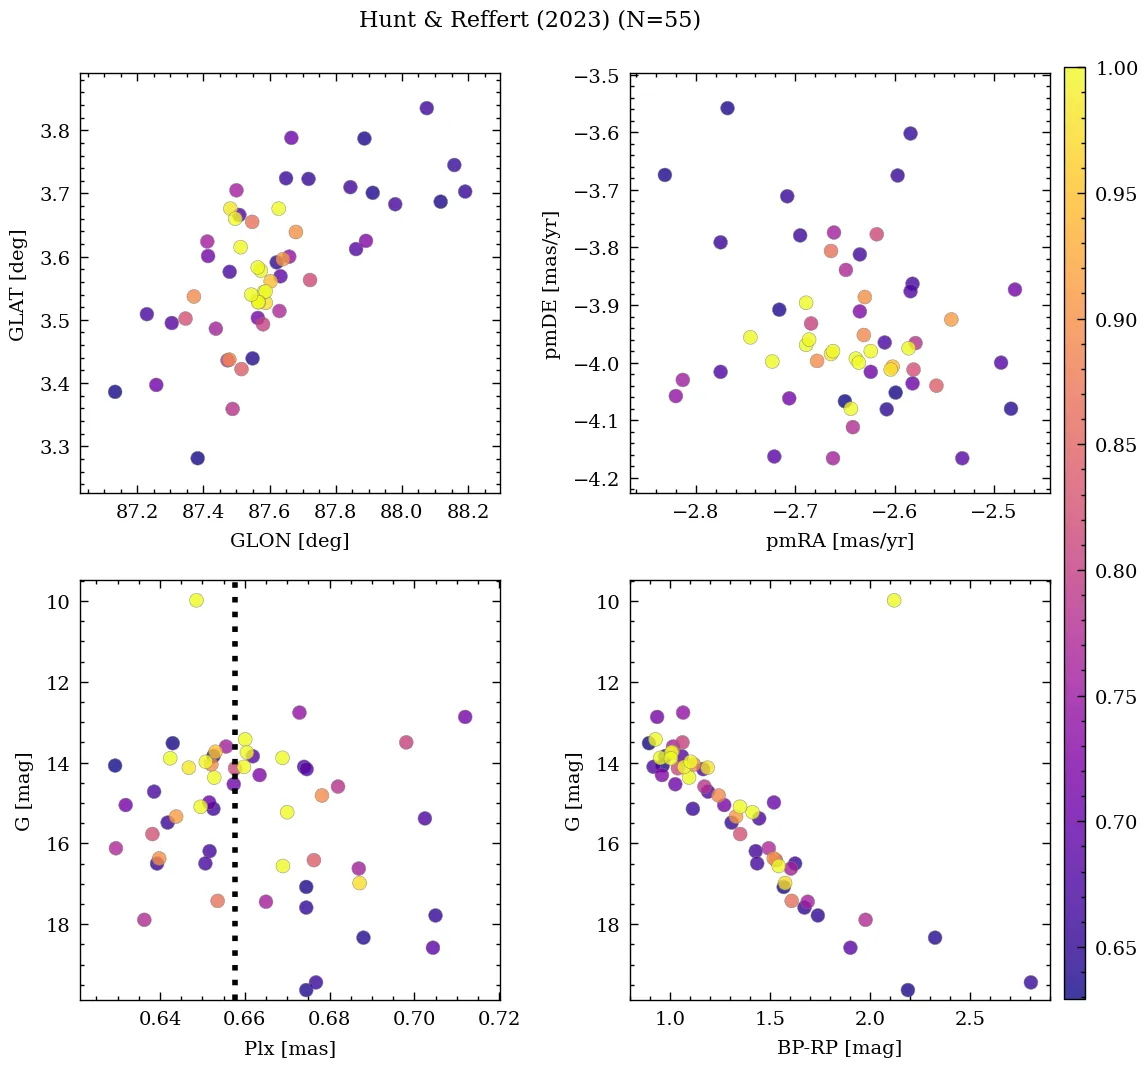 Hunt & Reffert (2023) (N=55)
3.8
3.7
3.6
3.5
3.4
3.3
GLAT [deg]
87.2 87.4 87.6 87.8 88.0 88.2
GLON [deg]
−3.5
−3.6
−3.7
−3.8
−3.9
−4.0
−4.1
−4.2
pmDE [mas/yr]
−2.8 −2.7 −2.6 −2.5
pmRA [mas/yr]
10
12
14
16
18
G [mag]
0.64 0.66 0.68 0.70 0.72
Plx [mas]
10
12
14
16
18
G [mag]
1.0 1.5 2.0 2.5
BP-RP [mag]
1.00
0.95
0.90
0.85
0.80
0.75
0.70
0.65